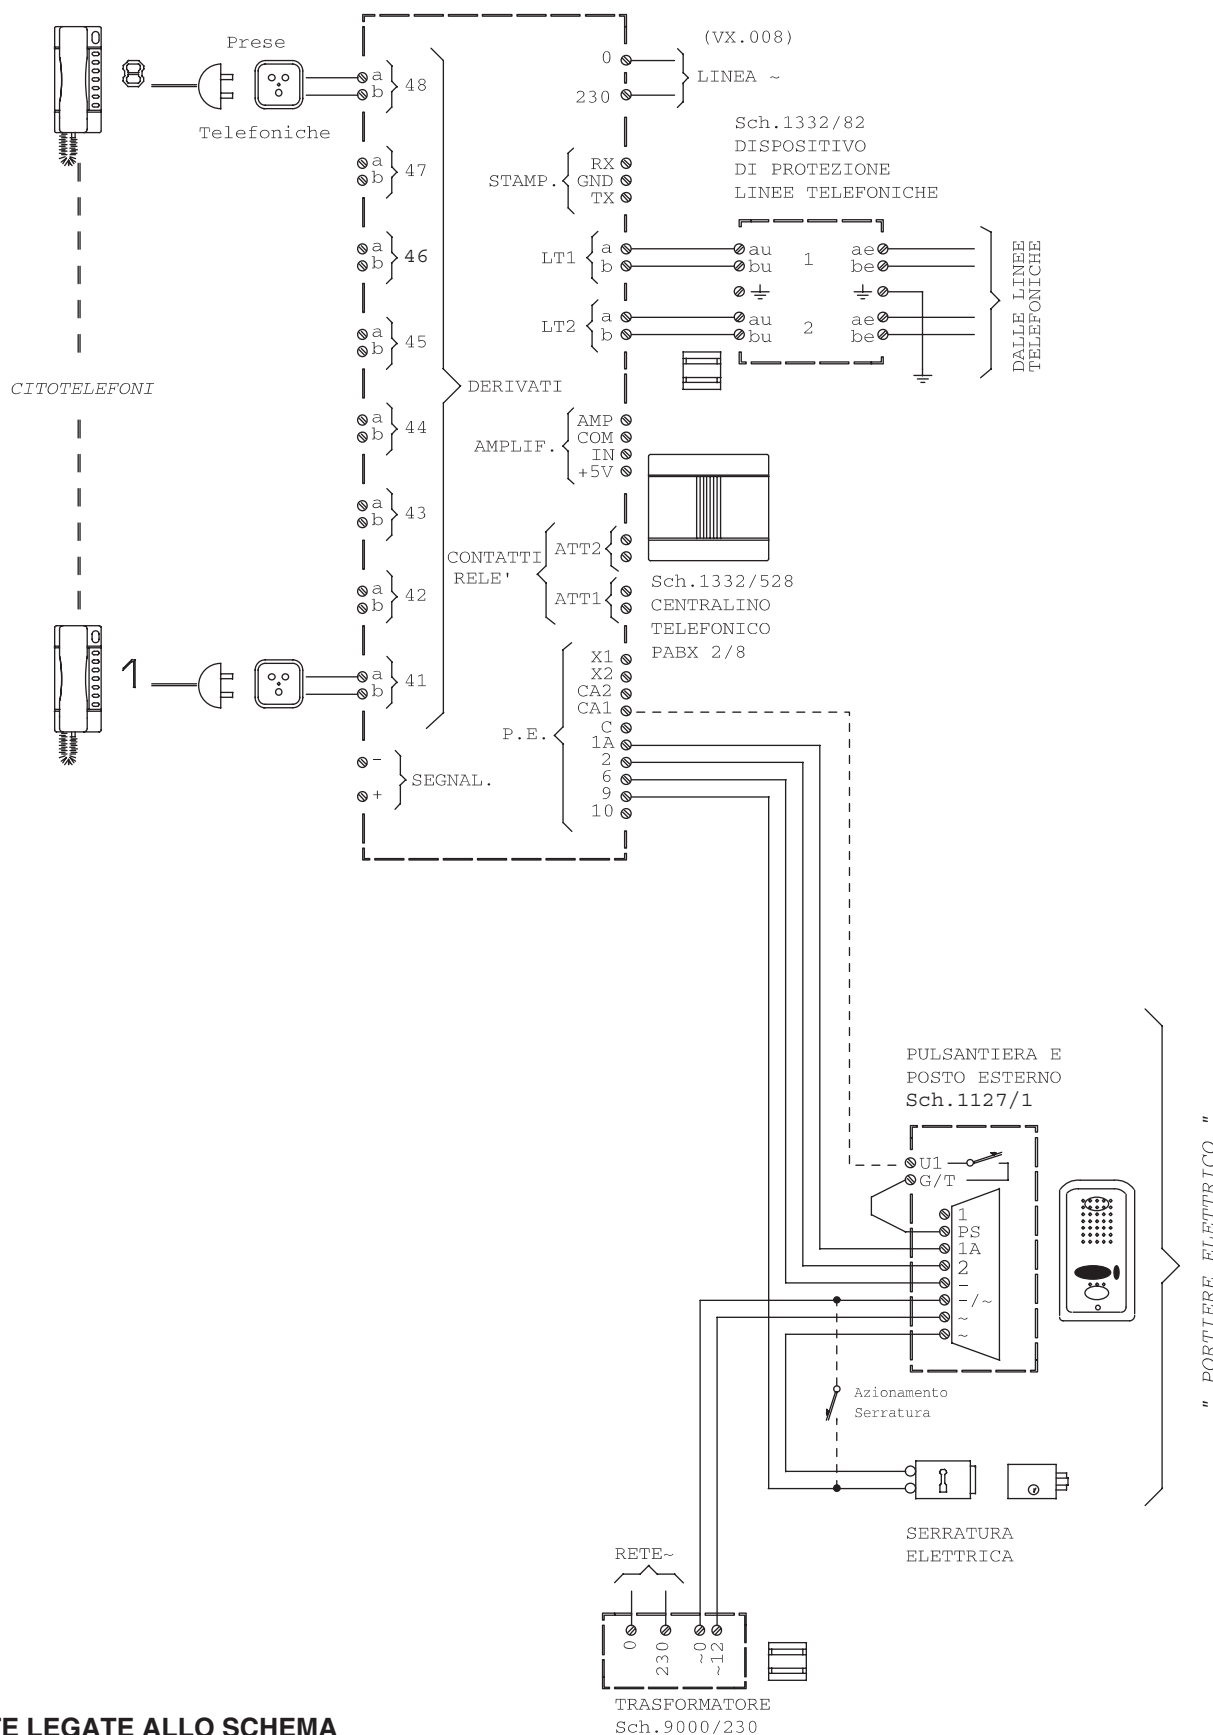 (VX.008)
Prese
8
Telefoniche
a
b
48
0
230
LINEA ~
Sch.1332/82
DISPOSITIVO
DI PROTEZIONE
LINEE TELEFONICHE
a
b
47
STAMP.
RX
GND
TX
a
b
46
LT1
a
b
au
bu
1
ae
be
a
b
45
LT2
a
b
au
bu
2
ae
be
DALLE LINEE
TELEFONICHE
CITOTELEFONI
DERIVATI
a
b
44
AMPLIF.
AMP
COM
IN
+5V
a
b
43
CONTATTI
RELE'
ATT2
ATT1
a
b
42
Sch.1332/528
CENTRALINO
TELEFONICO
PABX 2/8
1
a
b
41
P.E.
X1
X2
CA2
CA1
C
1A
2
6
9
10
-
+
SEGNAL.
PULSANTIERA E
POSTO ESTERNO
Sch.1127/1
U1
G/T
1
PS
1A
2
-
-/~
~
~
" PORTIERE ELETTRICO "
Azionamento
Serratura
SERRATURA
ELETTRICA
RETE~
0
230
~0
~12
TRASFORMATORE
Sch.9000/230
LEGATE ALLO SCHEMA